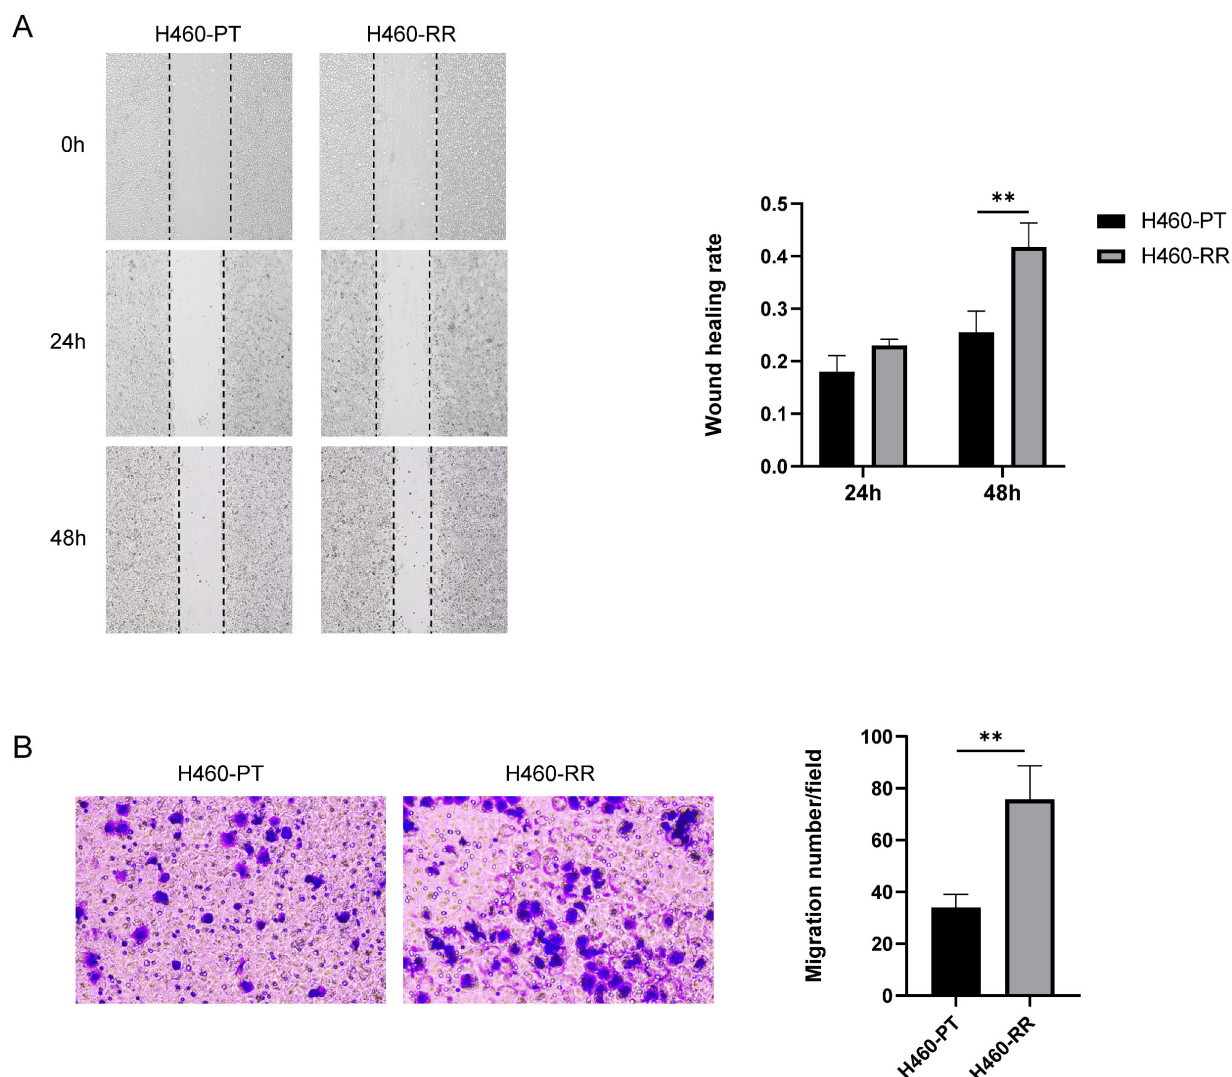 A
H460-PT
H460-RR
0h
24h
48h
0.5
0.4
0.3
0.2
0.1
0.0
Wound healing rate
**
24h
48h
H460-PT
H460-RR
B
H460-PT
H460-RR
100
80
60
40
20
0
Migration number/field
**
H460-PT
H460-RR